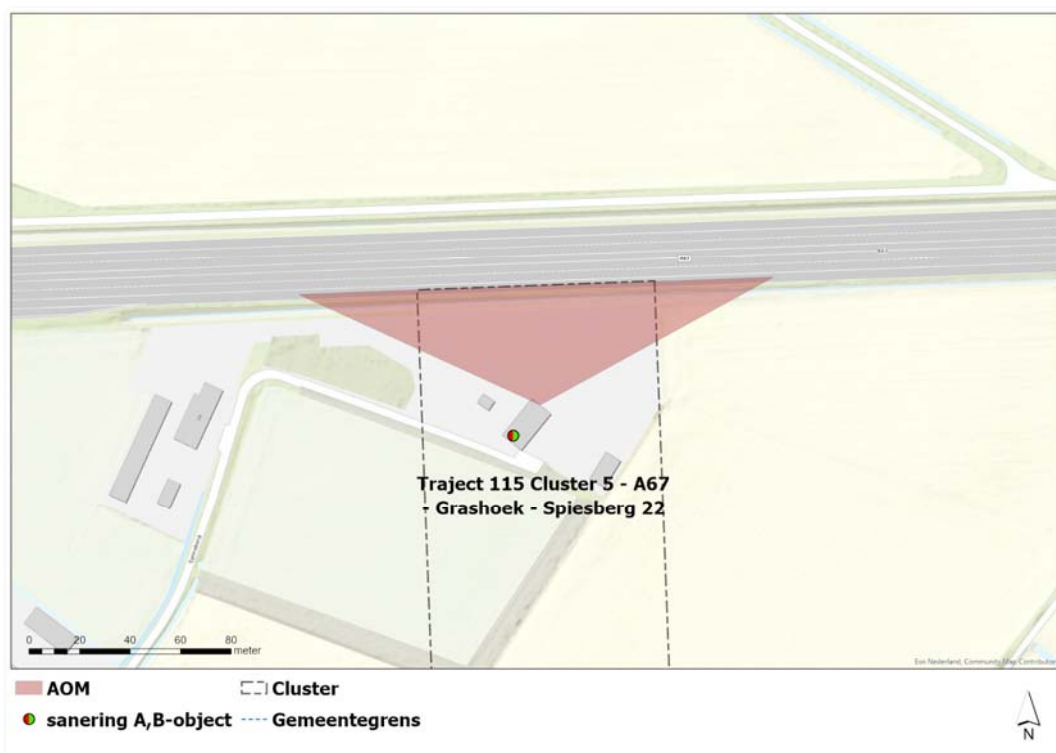 Traject 115 Cluster 5 - A67
- Grashoek - Spiesberg 22
Spiesberg
0 20 40 60 80
meter
Esri Nederland, Community Map Contributors
AOM
Cluster
sanering A,B-object
Gemeentegrens
N